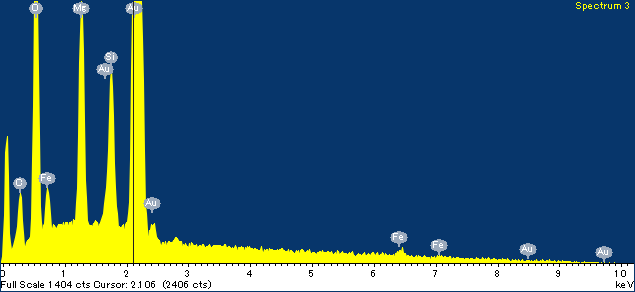 Spectrum 3
O Mg Au
Si
Au
Fe
C
Au
Fe
Fe
Au
Au
0 1 2 3 4 5 6 7 8 9 10
Full Scale 1404 cts Cursor: 2.106 (2406 cts) keV